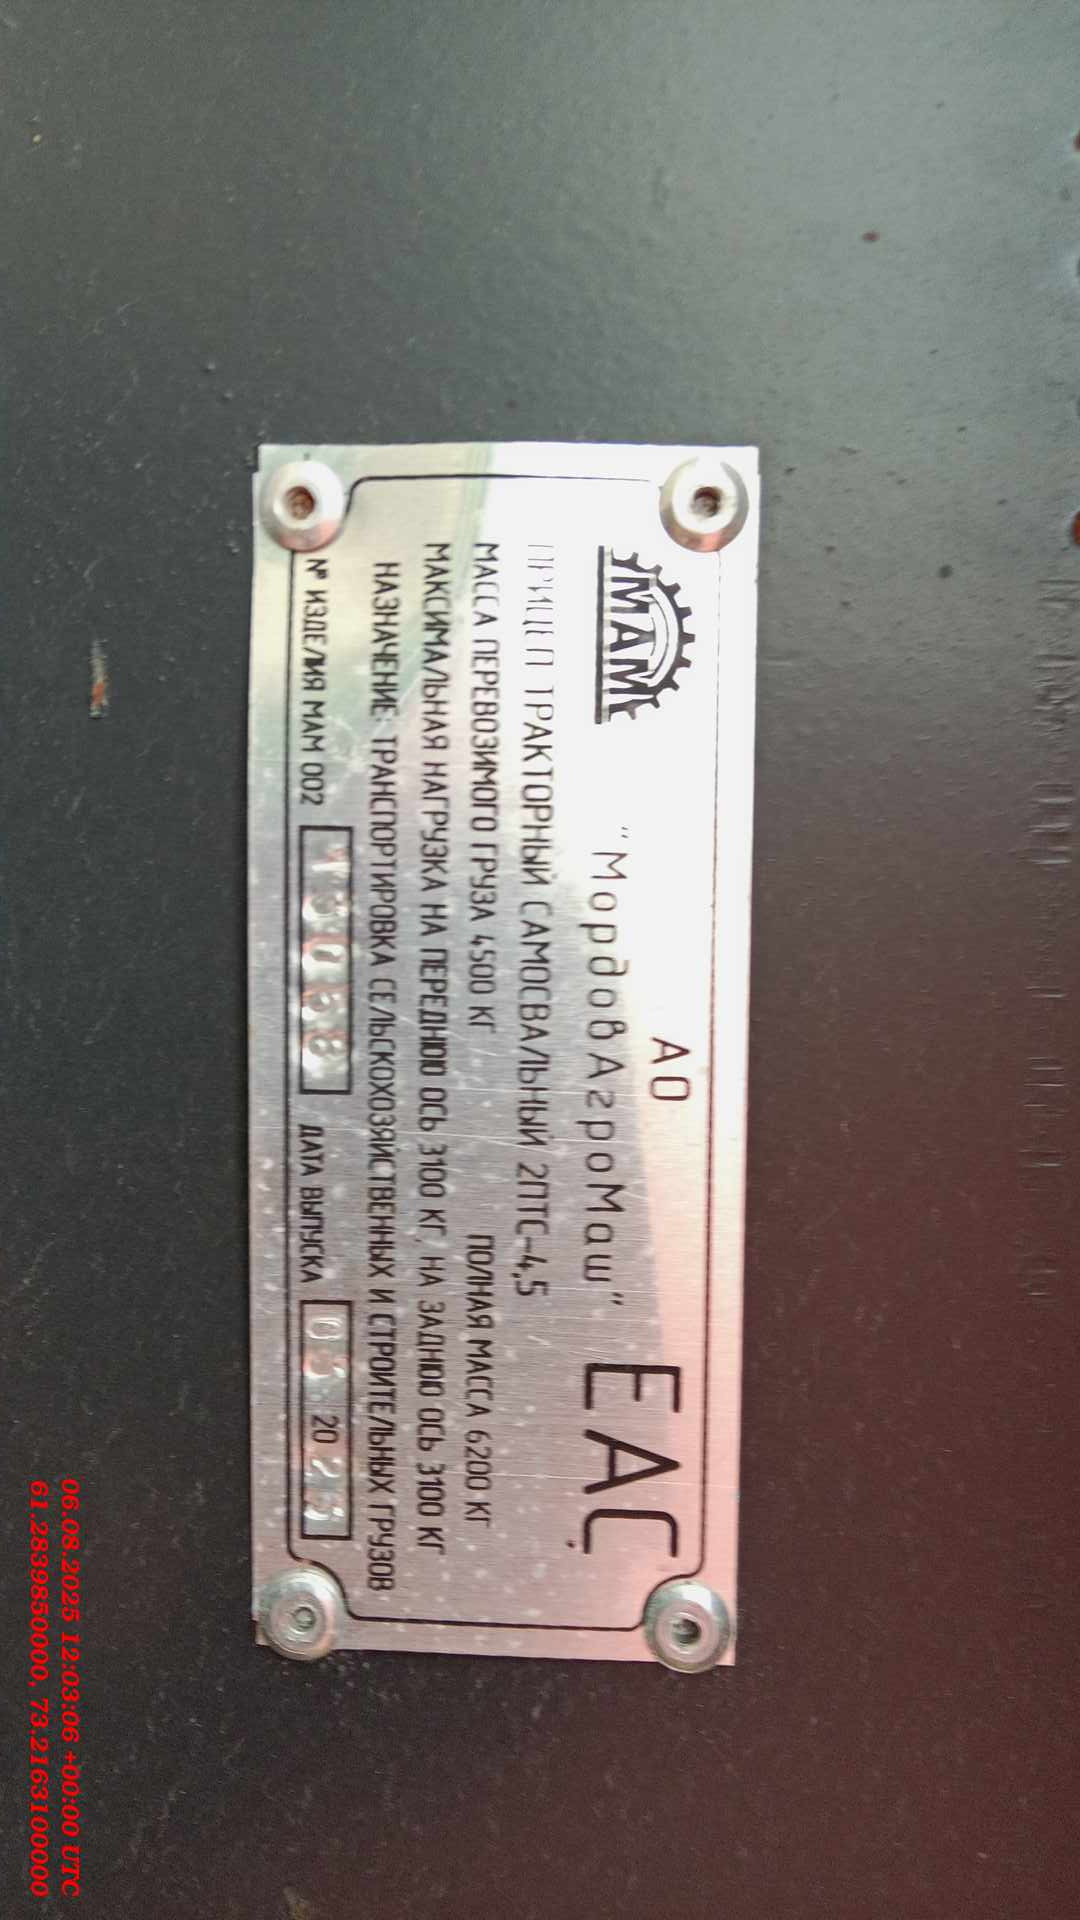 АО
МАМ
"МордовАгроМаш"
ЕАС
ПРИЦЕП ТРАКТОРНЫЙ САМОСВАЛЬНЫЙ 2ПТС-4,5
МАССА ПЕРЕВОЗИМОГО ГРУЗА 4500 КГ ПОЛНАЯ МАССА 6200 КГ
МАКСИМАЛЬНАЯ НАГРУЗКА НА ПЕРЕДНЮЮ ОСЬ 3100 КГ, НА ЗАДНЮЮ ОСЬ 3100 КГ
НАЗНАЧЕНИЕ: ТРАНСПОРТИРОВКА СЕЛЬСКОХОЗЯЙСТВЕННЫХ И СТРОИТЕЛЬНЫХ ГРУЗОВ
№ ИЗДЕЛИЯ МАМ 002 ДАТА ВЫПУСКА 20
06.08.2025 12:03:06 +00:00 UTC
61.2839850000, 73.2163100000